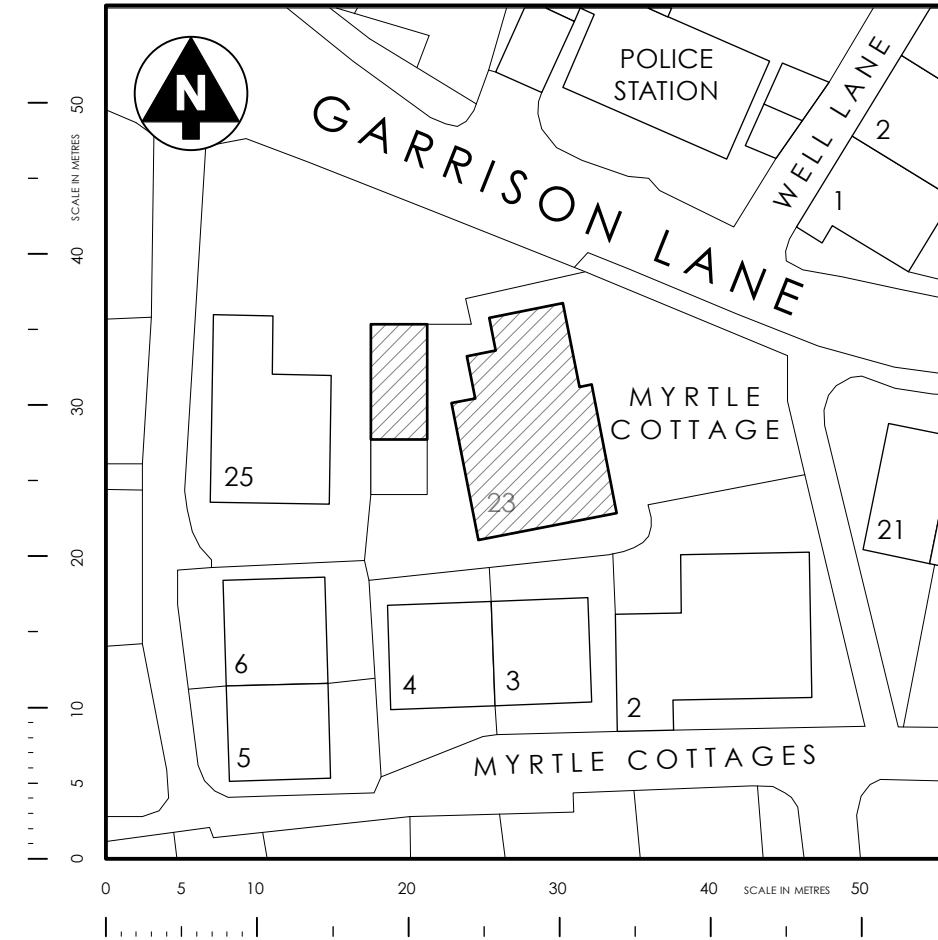 N
GARRISON LANE
POLICE
STATION
WELL LANE
2
1
MYRTLE
COTTAGE
25
23
21
6
5
4
3
2
MYRTLE COTTAGES
50
SCALE IN METRES
40
30
20
10
5
0
0
5
10
20
30
40
SCALE IN METRES
50